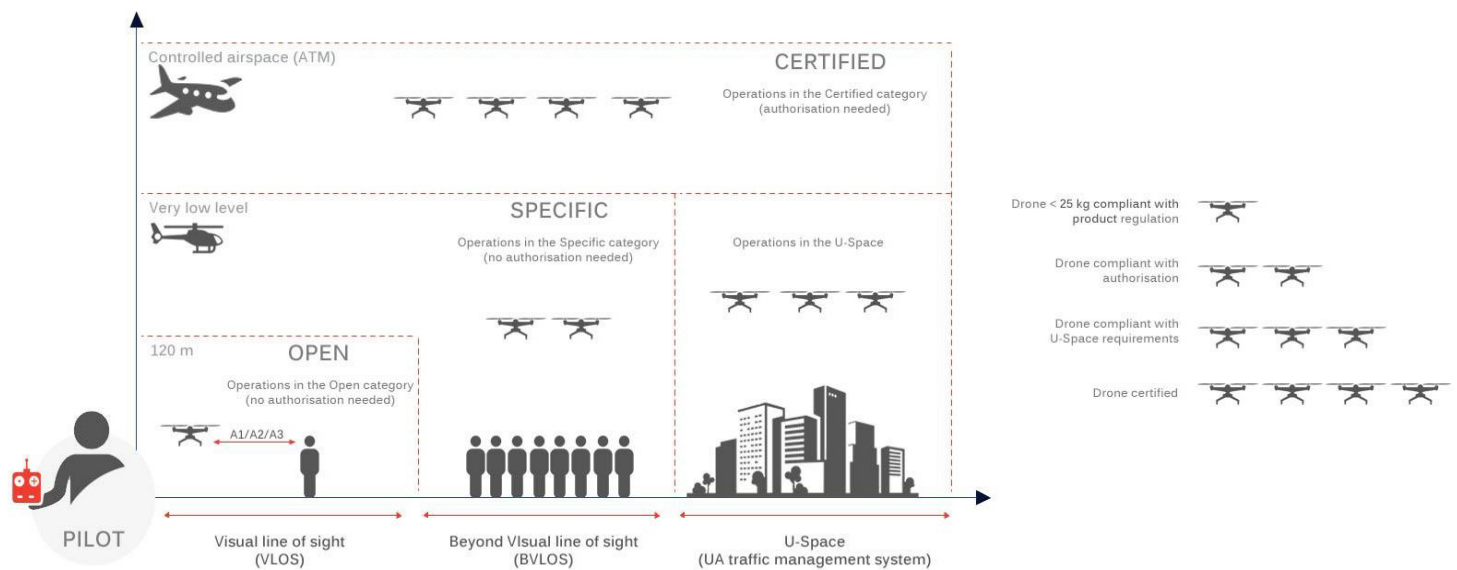 Controlled airspace (ATM)
CERTIFIED
Operations in the Certified category
(authorisation needed)
Very low level
SPECIFIC
Operations in the Specific category
(no authorisation needed)
Operations in the U-Space
120 m
OPEN
Operations in the Open category
(no authorisation needed)
A1/A2/A3
PILOT
Visual line of sight
(VLOS)
Beyond VIsual line of sight
(BVLOS)
U-Space
(UA traffic management system)
Drone < 25 kg compliant with
product regulation
Drone compliant with
authorisation
Drone compliant with
U-Space requirements
Drone certified